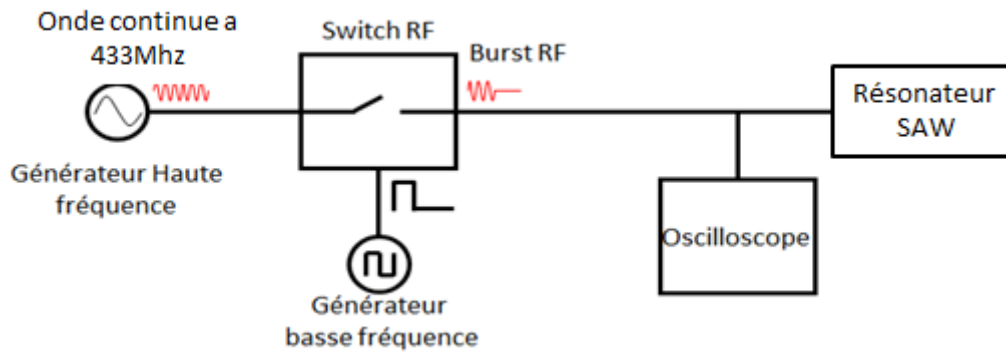 Onde continue a
433Mhz
Switch RF
Burst RF
Résonateur
SAW
Générateur Haute
fréquence
Oscilloscope
Générateur
basse fréquence